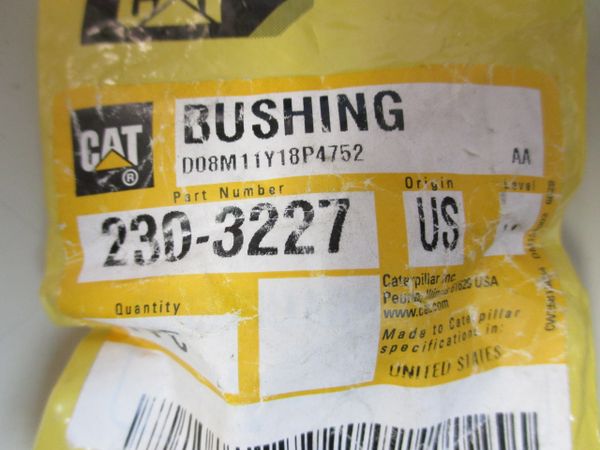 CAT
CAT ®
BUSHING
D08M11Y18P4752 AA
Part Number
Origin
Level
230-3227
US
Quantity
Caterpillar Inc
Peoria, Illinois 61629 USA
www.cat.com
Made to Caterpillar
specifications in:
UNITED STATES